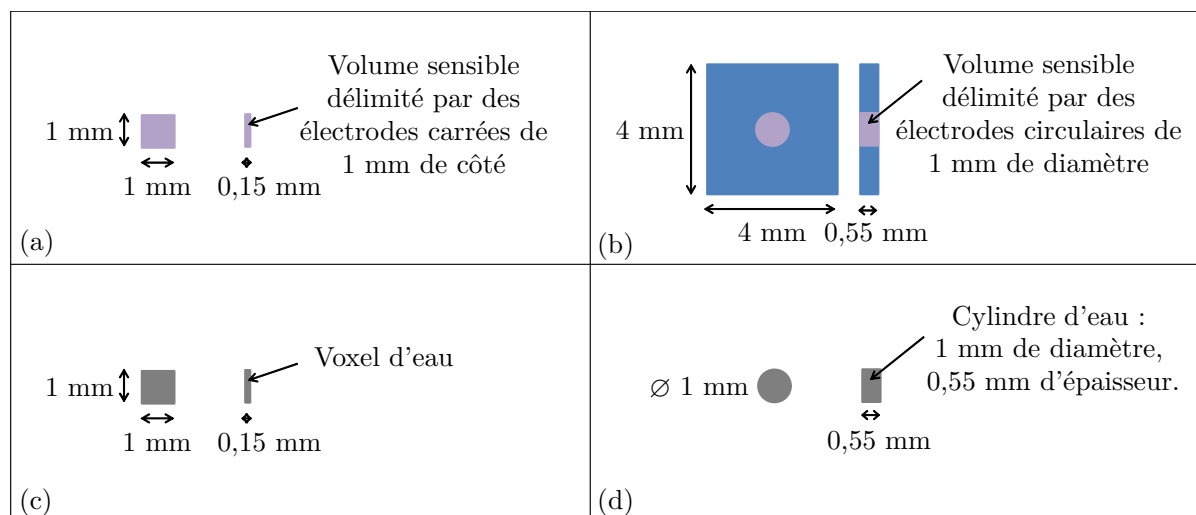 Volume sensible
délimité par des
électrodes carrées de
1 mm de côté
1 mm
1 mm
0,15 mm
(a)
Volume sensible
délimité par des
électrodes circulaires de
1 mm de diamètre
4 mm
4 mm
0,55 mm
(b)
Voxel d'eau
1 mm
1 mm
0,15 mm
(c)
Cylindre d'eau :
1 mm de diamètre,
0,55 mm d'épaisseur.
∅ 1 mm
0,55 mm
(d)